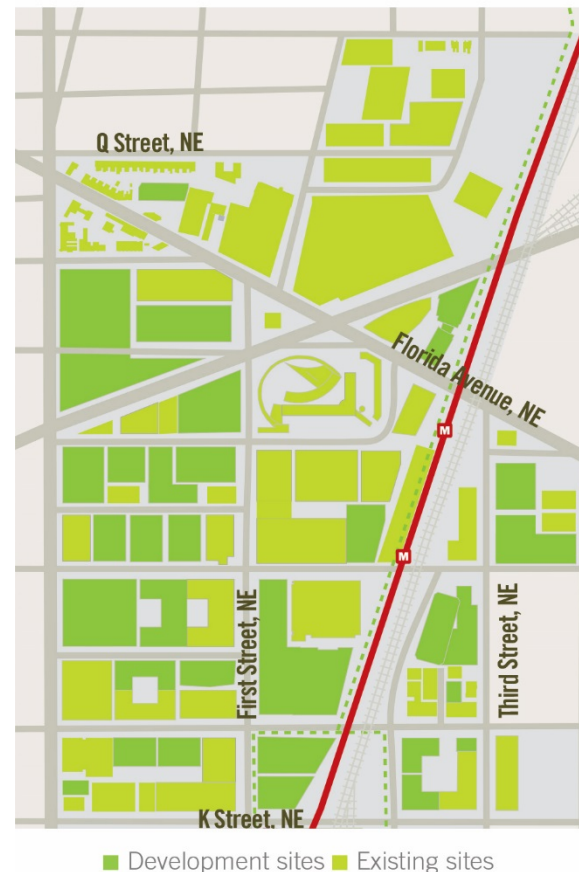 Q Street, NE
Florida Avenue, NE
M
M
First Street, NE
Third Street, NE
K Street, NE
Development sites
Existing sites